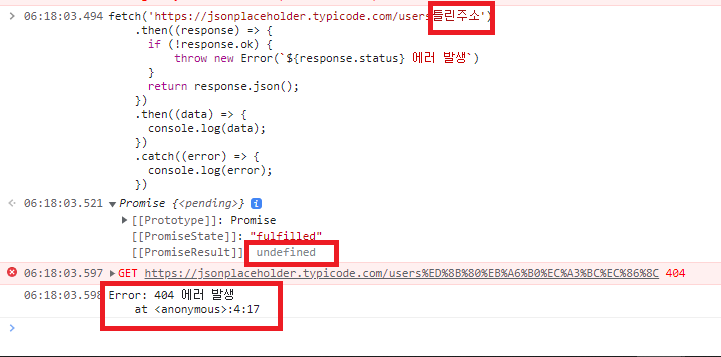 06:18:03.494 fetch('https://jsonplaceholder.typicode.com/users틀린주소')
.then((response) => {
if (!response.ok) {
throw new Error(`${response.status} 에러 발생`)
}
return response.json();
})
.then((data) => {
console.log(data);
})
.catch((error) => {
console.log(error);
})
06:18:03.521 Promise {<pending>} i
[[Prototype]]: Promise
[[PromiseState]]: "fulfilled"
[[PromiseResult]] undefined
06:18:03.597 GET https://jsonplaceholder.typicode.com/users%ED%8B%80%EB%A6%B0%EC%A3%BC%EC%86%8C 404
06:18:03.598 Error: 404 에러 발생
at <anonymous>:4:17